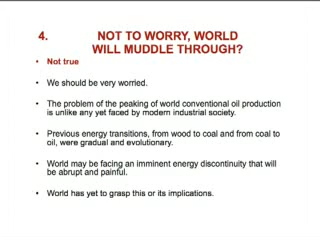 4. NOT TO WORRY, WORLD
WILL MUDDLE THROUGH?
• Not true
• We should be very worried.
• The problem of the peaking of world conventional oil production
is unlike any yet faced by modern industrial society.
• Previous energy transitions, from wood to coal and from coal to
oil, were gradual and evolutionary.
• World may be facing an imminent energy discontinuity that will
be abrupt and painful.
• World has yet to grasp this or its implications.